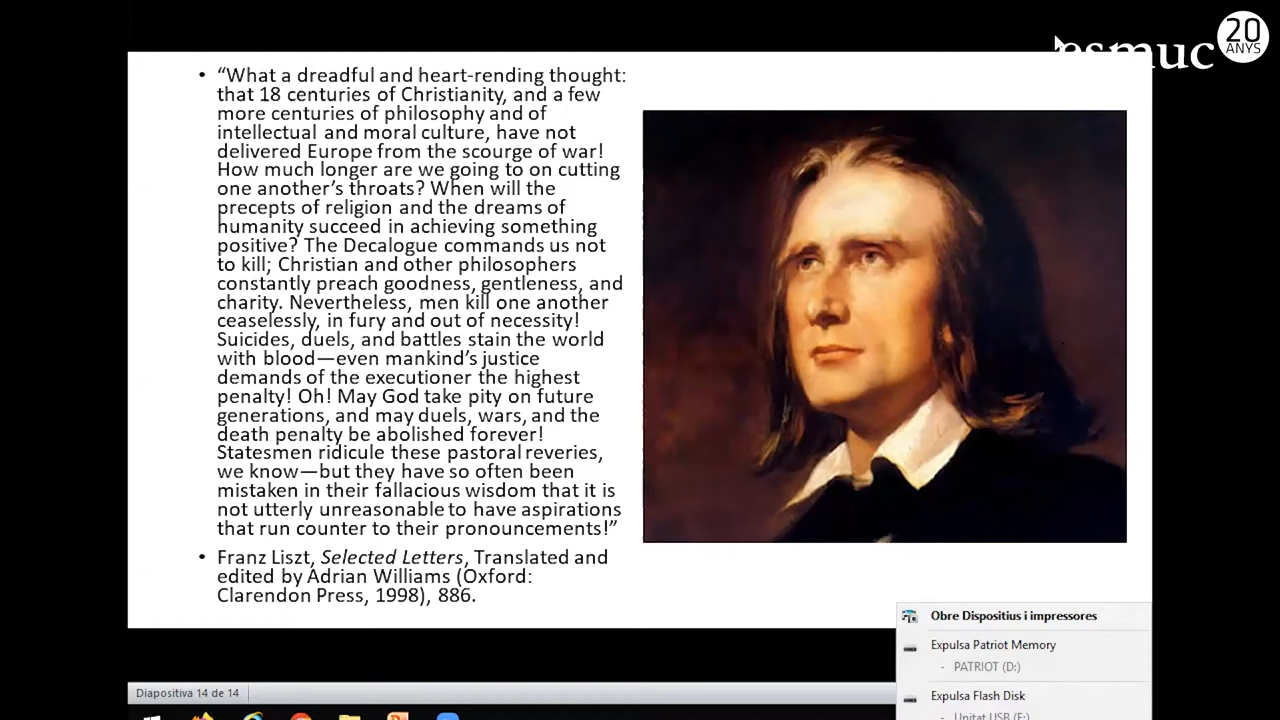 20
ANYS
esmuc
• “What a dreadful and heart-rending thought:
that 18 centuries of Christianity, and a few
more centuries of philosophy and of
intellectual and moral culture, have not
delivered Europe from the scourge of war!
How much longer are we going to on cutting
one another’s throats? When will the
precepts of religion and the dreams of
humanity succeed in achieving something
positive? The Decalogue commands us not
to kill; Christian and other philosophers
constantly preach goodness, gentleness, and
charity. Nevertheless, men kill one another
ceaselessly, in fury and out of necessity!
Suicides, duels, and battles stain the world
with blood—even mankind’s justice
demands of the executioner the highest
penalty! Oh! May God take pity on future
generations, and may duels, wars, and the
death penalty be abolished forever!
Statesmen ridicule these pastoral reveries,
we know—but they have so often been
mistaken in their fallacious wisdom that it is
not utterly unreasonable to have aspirations
that run counter to their pronouncements!”
• Franz Liszt, Selected Letters, Translated and
edited by Adrian Williams (Oxford:
Clarendon Press, 1998), 886.
Obre Dispositius i impressores
Expulsa Patriot Memory
- PATRIOT (D:)
Expulsa Flash Disk
- Unitat USB (E:)
Diapositiva 14 de 14